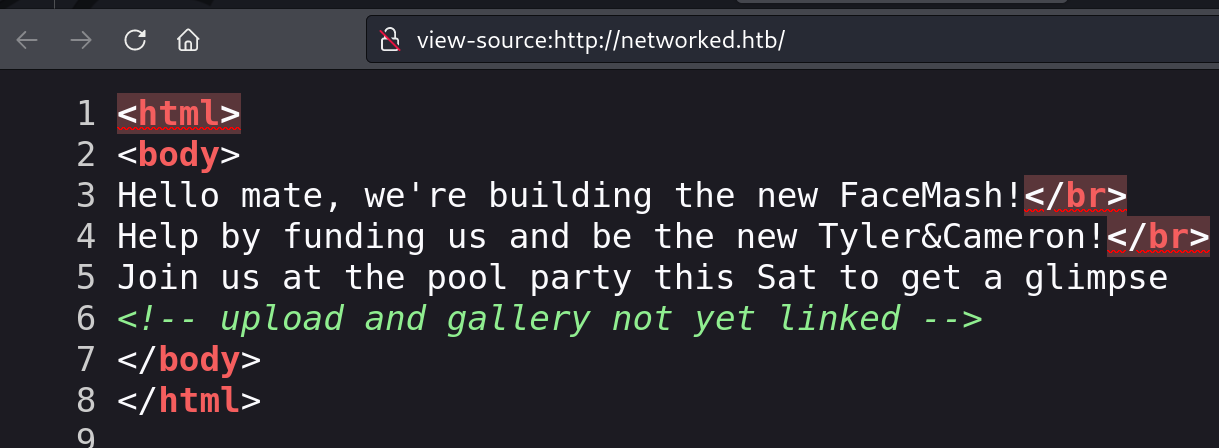 view-source:http://networked.htb/
1 <html>
2 <body>
3 Hello mate, we're building the new FaceMash!</br>
4 Help by funding us and be the new Tyler&Cameron!</br>
5 Join us at the pool party this Sat to get a glimpse
6 <!-- upload and gallery not yet linked -->
7 </body>
8 </html>
9